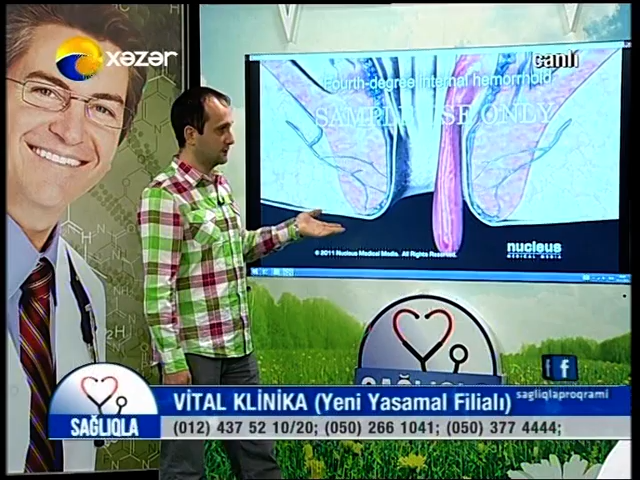 xəzər
canlı
Fourth-degree internal hemorrhoid
SAMPLE USE ONLY
© 2011 Nucleus Medical Media. All Rights Reserved.
nucleus
MEDICAL MEDIA
SAĞLIQLA
f
sagliqlaproqrami
VİTAL KLİNİKA (Yeni Yasamal Filialı)
SAĞLIQLA
(012) 437 52 10/20; (050) 266 1041; (050) 377 4444;